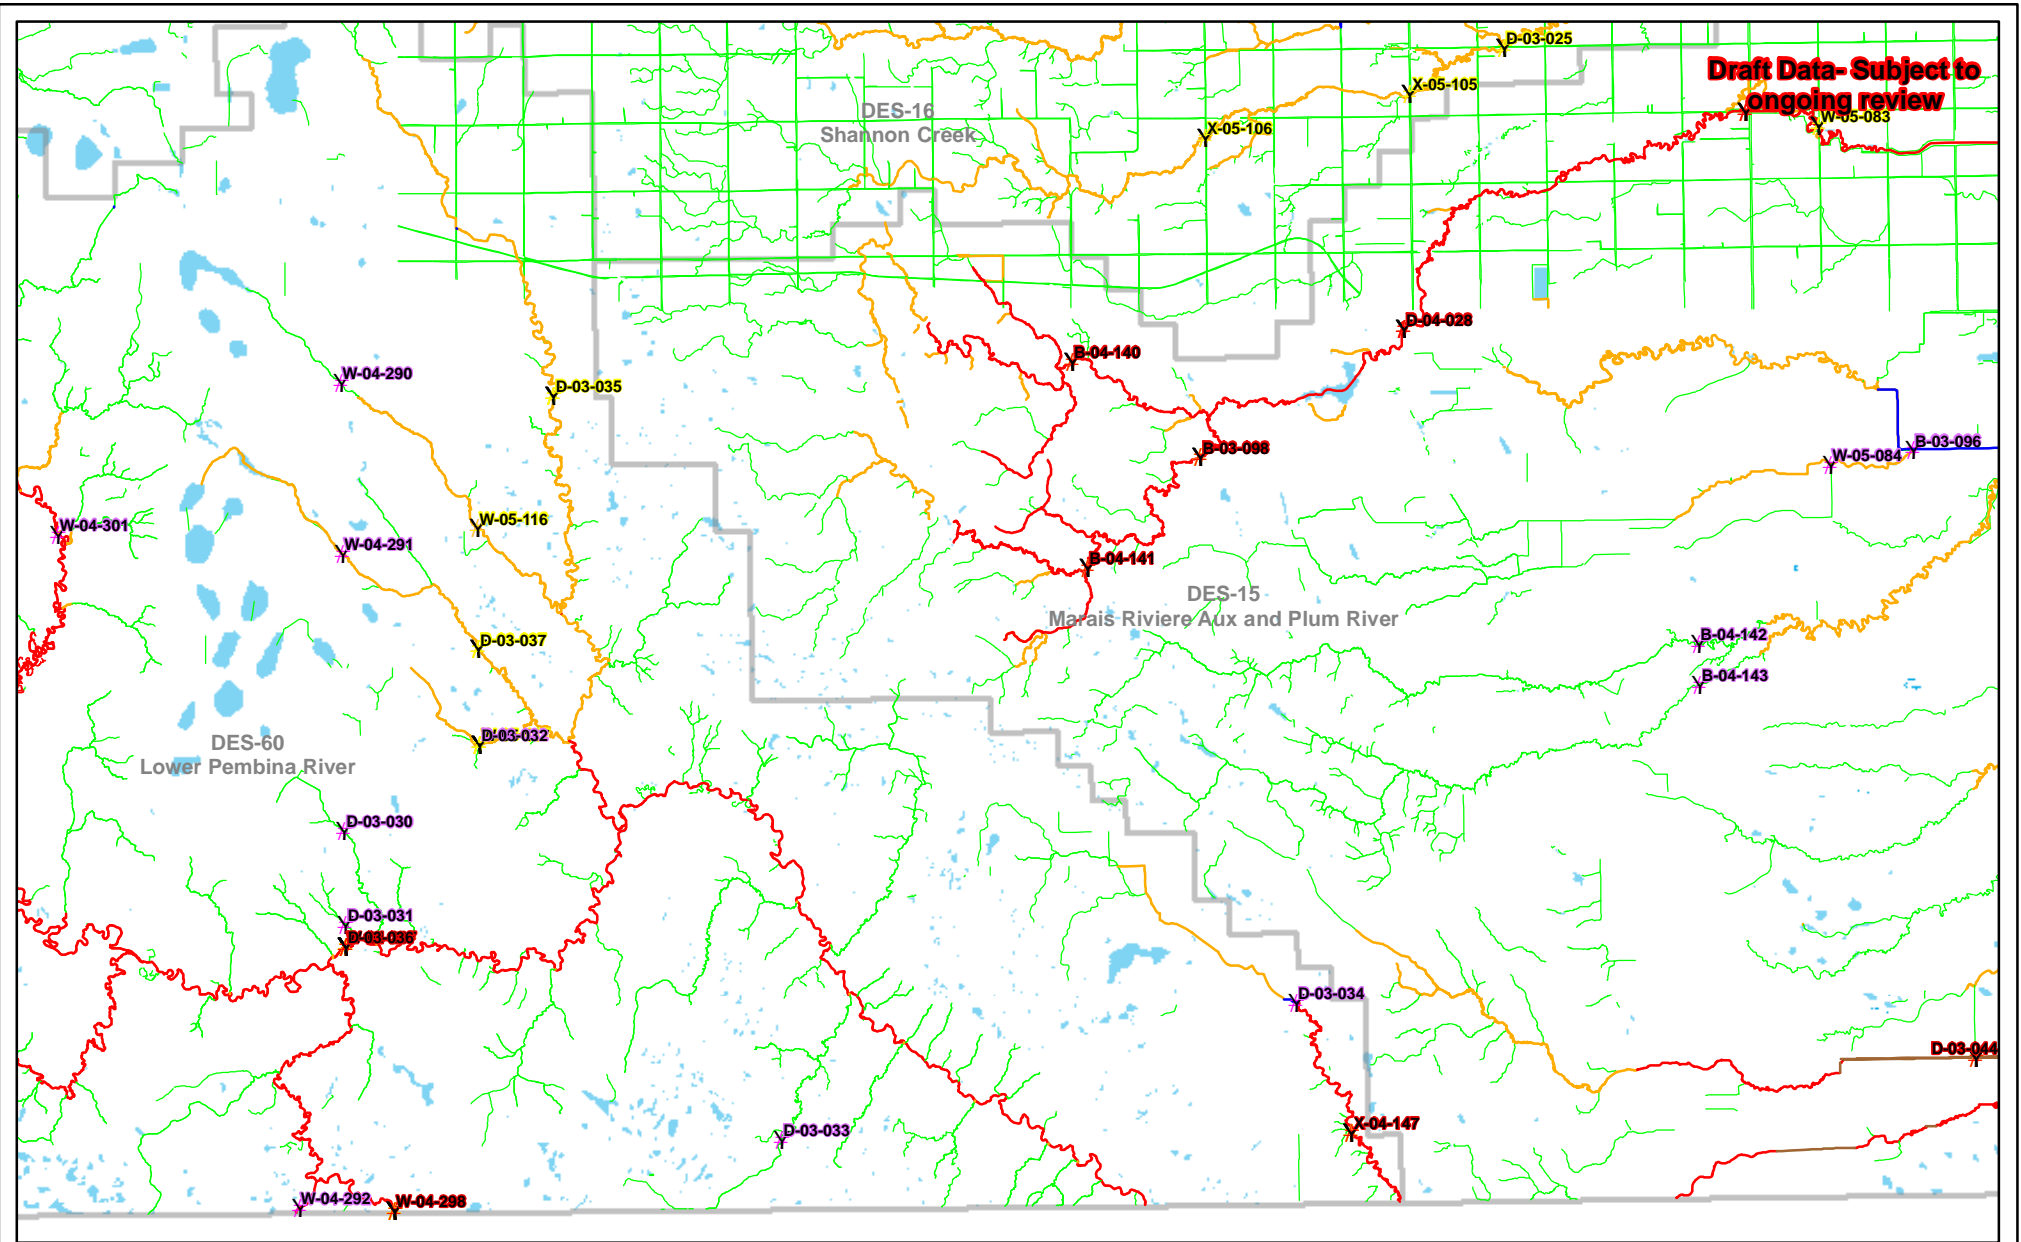 D-03-025
Draft Data- Subject to
ongoing review
X-05-105
W-05-083
DES-16
Shannon Creek
X-05-106
D-04-028
B-04-140
W-04-290
D-03-035
B-03-096
B-03-098
W-05-084
W-05-116
W-04-301
W-04-291
B-04-141
DES-15
Marais Riviere Aux and Plum River
B-04-142
D-03-037
B-04-143
D-03-032
DES-60
Lower Pembina River
D-03-030
D-03-031
D-03-036
D-03-034
D-03-044
X-04-147
D-03-033
W-04-292
W-04-298